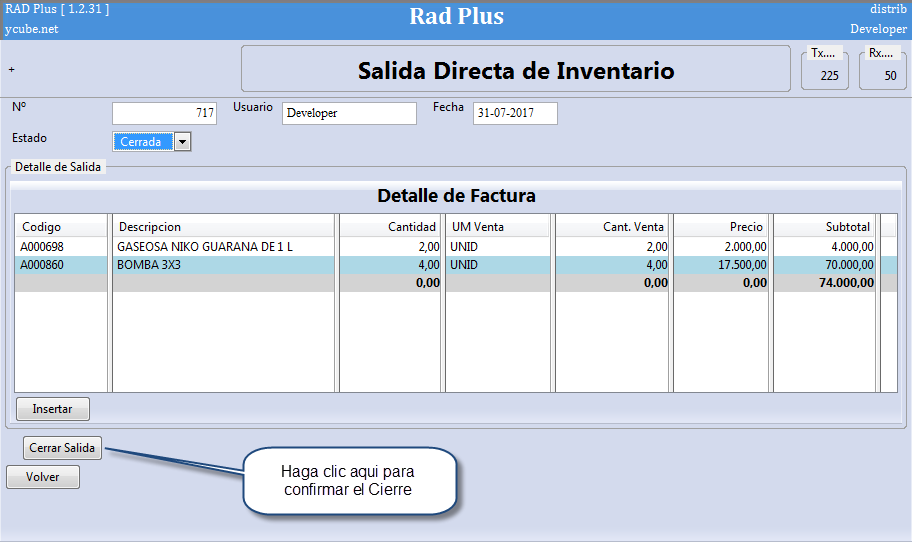 RAD Plus [ 1.2.31 ]
Rad Plus
distrib
ycube.net
Developer
+
Salida Directa de Inventario
Tx....
225
Rx....
50
Nº
717
Usuario
Developer
Fecha
31-07-2017
Estado
Cerrada
Detalle de Salida
Detalle de Factura
Codigo Descripcion Cantidad UM Venta Cant. Venta Precio Subtotal
A000698 GASEOSA NIKO GUARANA DE 1 L 2,00 UNID 2,00 2.000,00 4.000,00
A000860 BOMBA 3X3 4,00 UNID 4,00 17.500,00 70.000,00
0,00 0,00 0,00 74.000,00
Insertar
Cerrar Salida
Volver
Haga clic aqui para
confirmar el Cierre